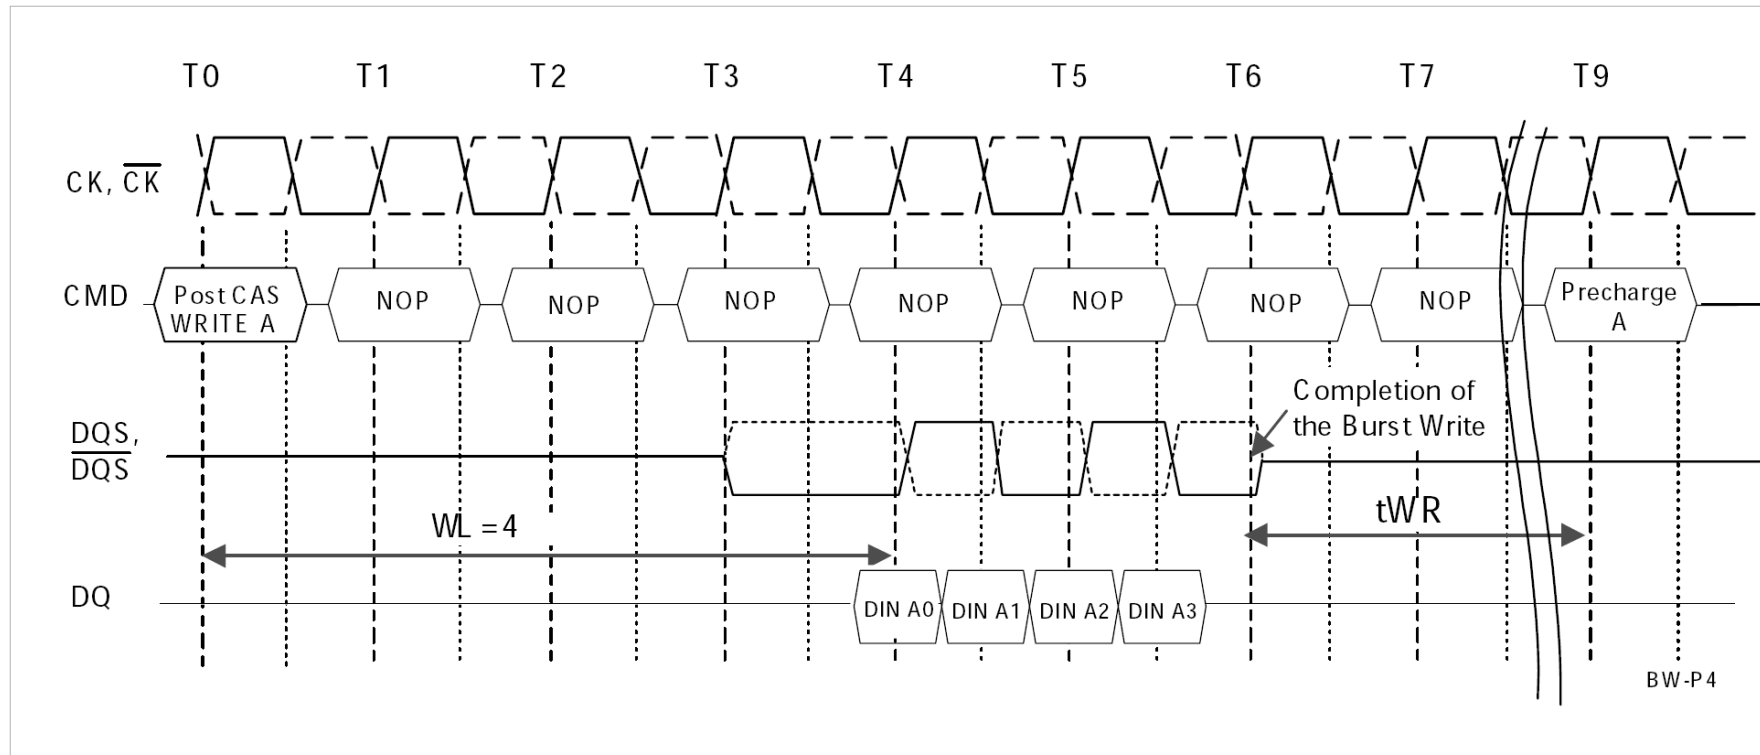 T0 T1 T2 T3 T4 T5 T6 T7 T9
CK, CK
CMD
Post CAS
WRITE A
NOP NOP NOP NOP NOP NOP NOP
Precharge
A
DQS,
DQS
Completion of
the Burst Write
WL = 4
tWR
DQ
DIN A0 DIN A1 DIN A2 DIN A3
BW-P4